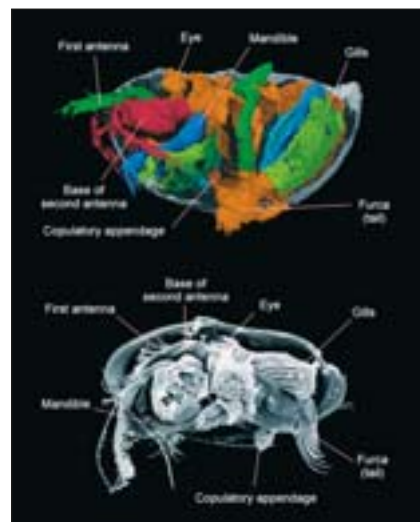 Eye
Mandible
First antenna
Gills
Base of
second antenna
Copulatory appendage
Furca
(tail)
Base of
second antenna
Eye
First antenna
Gills
Mandible
Furca
(tail)
Copulatory appendage